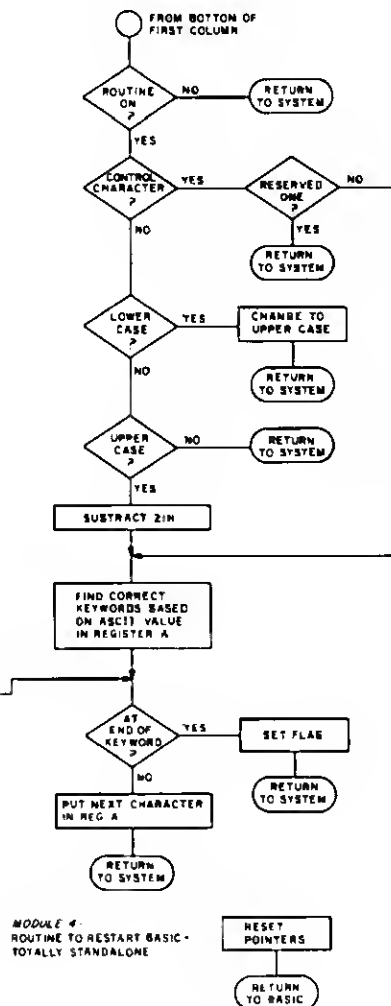 FROM BOTTOM OF
FIRST COLUMN
ROUTINE
ON
?
NO
RETURN
TO SYSTEM
YES
CONTROL
CHARACTER
?
YES
RESERVED
ONE
?
NO
NO
YES
RETURN
TO SYSTEM
LOWER
CASE
?
YES
CHANGE TO
UPPER CASE
NO
RETURN
TO SYSTEM
UPPER
CASE
?
NO
RETURN
TO SYSTEM
YES
SUBTRACT 21H
FIND CORRECT
KEYWORDS BASED
ON ASCII VALUE
IN REGISTER A
AT
END OF
KEYWORD
?
YES
SET FLAG
NO
RETURN
TO SYSTEM
PUT NEXT CHARACTER
IN REG A
RETURN
TO SYSTEM
MODULE 4-
ROUTINE TO RESTART BASIC-
TOTALLY STANDALONE
RESET
POINTERS
RETURN
TO BASIC